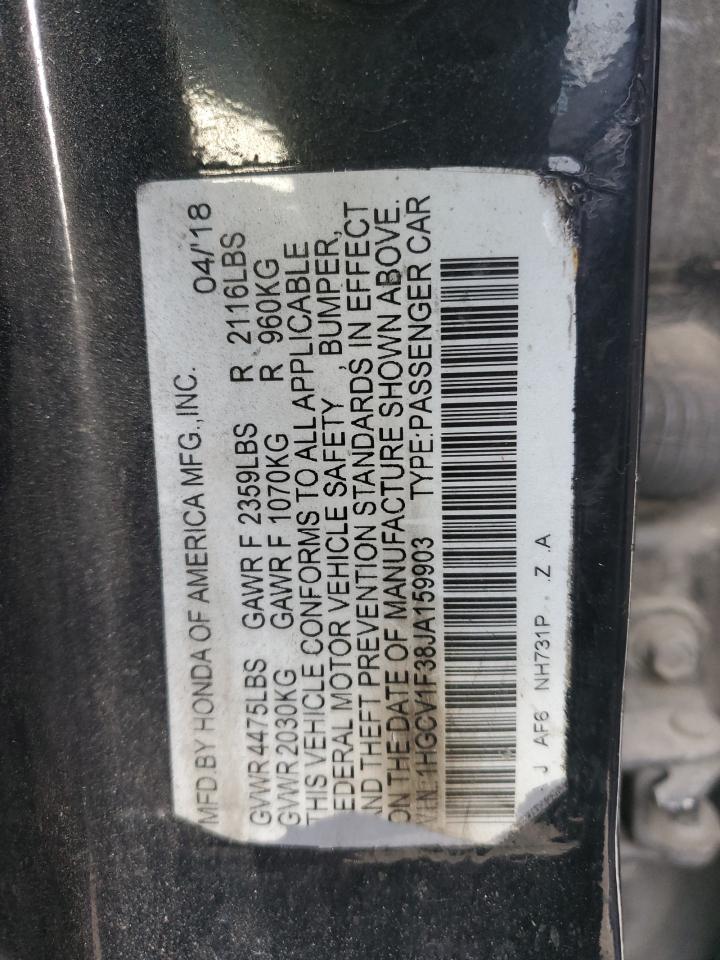 MFD.BY HONDA OF AMERICA MFG.,INC. 04/'18
GVWR 4475LBS GAWR F 2359LBS R 2116LBS
GVWR 2030KG GAWR F 1070KG R 960KG
THIS VEHICLE CONFORMS TO ALL APPLICABLE
EDERAL MOTOR VEHICLE SAFETY , BUMPER,
AND THEFT PREVENTION STANDARDS IN EFFECT
ON THE DATE OF MANUFACTURE SHOWN ABOVE.
V.I.N.:1HGCV1F38JA159903 TYPE:PASSENGER CAR
J AF6 NH731P . Z .A